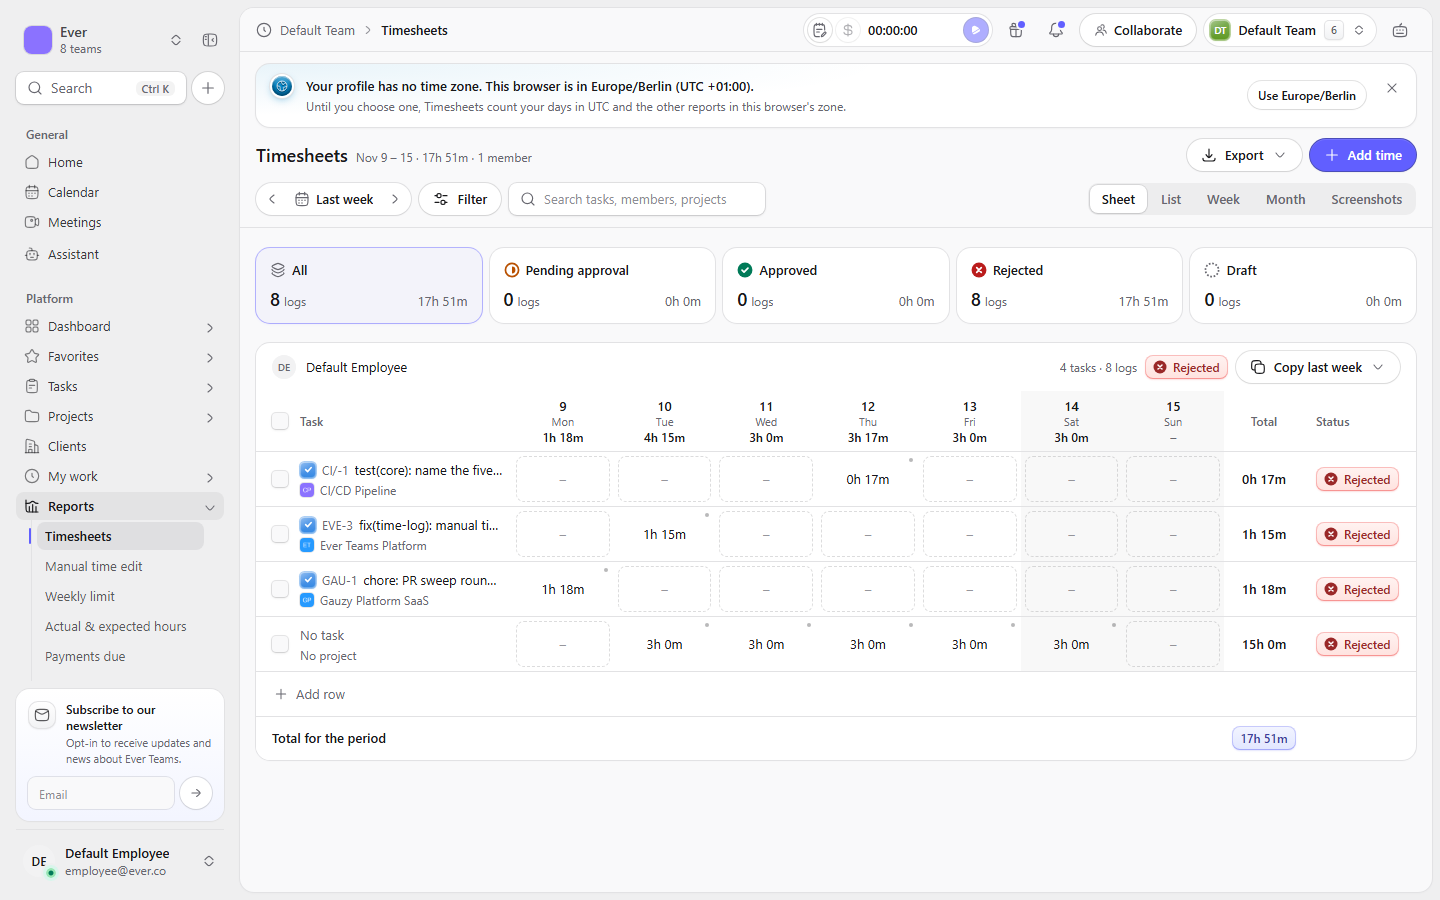 Ever
8 teams
Search
Ctrl K
General
Home
Calendar
Meetings
Assistant
Platform
Dashboard
Favorites
Tasks
Projects
Clients
My work
Reports
Timesheets
Manual time edit
Weekly limit
Actual & expected hours
Payments due
Subscribe to our
newsletter
Opt-in to receive updates and
news about Ever Teams.
Email
DE
Default Employee
employee@ever.co
Default Team
Timesheets
$
00:00:00
Collaborate
DT
Default Team
6
Your profile has no time zone. This browser is in Europe/Berlin (UTC +01:00).
Until you choose one, Timesheets count your days in UTC and the other reports in this browser's zone.
Use Europe/Berlin
Timesheets
Nov 9 – 15 · 17h 51m · 1 member
Export
Add time
Last week
Filter
Search tasks, members, projects
Sheet
List
Week
Month
Screenshots
All
8 logs
17h 51m
Pending approval
0 logs
0h 0m
Approved
0 logs
0h 0m
Rejected
8 logs
17h 51m
Draft
0 logs
0h 0m
DE
Default Employee
4 tasks · 8 logs
Rejected
Copy last week
Task
9
Mon
1h 18m
10
Tue
4h 15m
11
Wed
3h 0m
12
Thu
3h 17m
13
Fri
3h 0m
14
Sat
3h 0m
15
Sun
–
Total
Status
CI/-1 test(core): name the five...
CP
CI/CD Pipeline
–
–
–
0h 17m
–
–
–
0h 17m
Rejected
EVE-3 fix(time-log): manual ti...
ET
Ever Teams Platform
–
1h 15m
–
–
–
–
–
1h 15m
Rejected
GAU-1 chore: PR sweep roun...
GP
Gauzy Platform SaaS
1h 18m
–
–
–
–
–
–
1h 18m
Rejected
No task
No project
–
3h 0m
3h 0m
3h 0m
3h 0m
3h 0m
–
15h 0m
Rejected
Add row
Total for the period
17h 51m